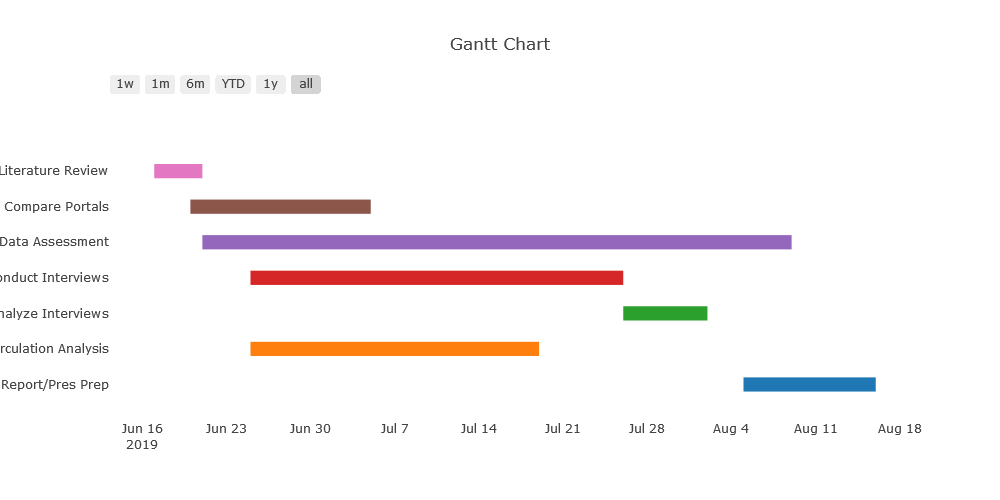 Gantt Chart
1w 1m 6m YTD 1y all
Literature Review
Compare Portals
Data Assessment
onduct Interviews
nalyze Interviews
rculation Analysis
Report/Pres Prep
Jun 16 Jun 23 Jun 30 Jul 7 Jul 14 Jul 21 Jul 28 Aug 4 Aug 11 Aug 18
2019